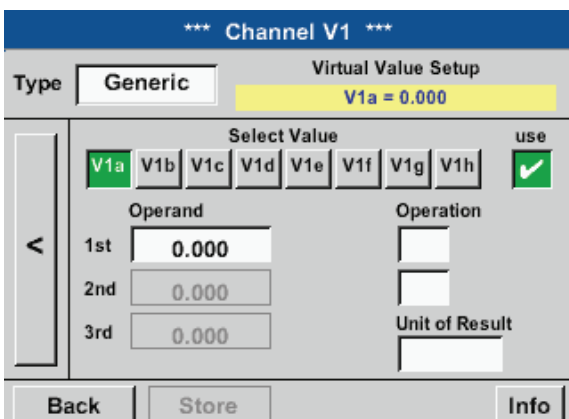 *** Channel V1 ***
Type Generic Virtual Value Setup
V1a = 0.000
Select Value use
V1a V1b V1c V1d V1e V1f V1g V1h ✔
Operand Operation
< 1st 0.000
2nd 0.000
3rd 0.000 Unit of Result
Back Store Info